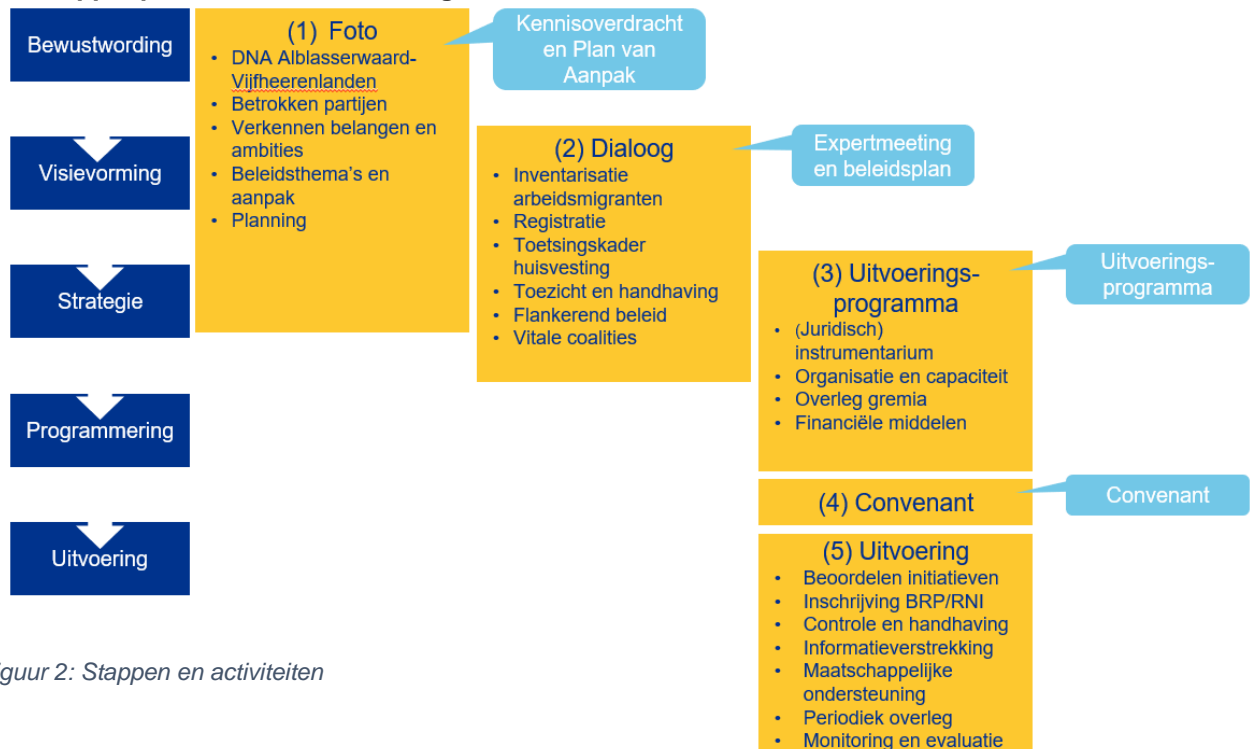 Bewustwording
Visievorming
Strategie
Programmering
Uitvoering
(1) Foto
• DNA Alblasserwaard-
Vijfheerenlanden
• Betrokken partijen
• Verkennen belangen en
ambities
• Beleidsthema's en
aanpak
• Planning
Kennisoverdracht
en Plan van
Aanpak
(2) Dialoog
• Inventarisatie
arbeidsmigranten
• Registratie
• Toetsingskader
huisvesting
• Toezicht en handhaving
• Flankerend beleid
• Vitale coalities
Expertmeeting
en beleidsplan
(3) Uitvoerings-
programma
• (Juridisch)
instrumentarium
• Organisatie en capaciteit
• Overleg gremia
• Financiële middelen
Uitvoerings-
programma
(4) Convenant
Convenant
(5) Uitvoering
• Beoordelen initiatieven
• Inschrijving BRP/RNI
• Controle en handhaving
• Informatieverstrekking
• Maatschappelijke
ondersteuning
• Periodiek overleg
• Monitoring en evaluatie
guur 2: Stappen en activiteiten